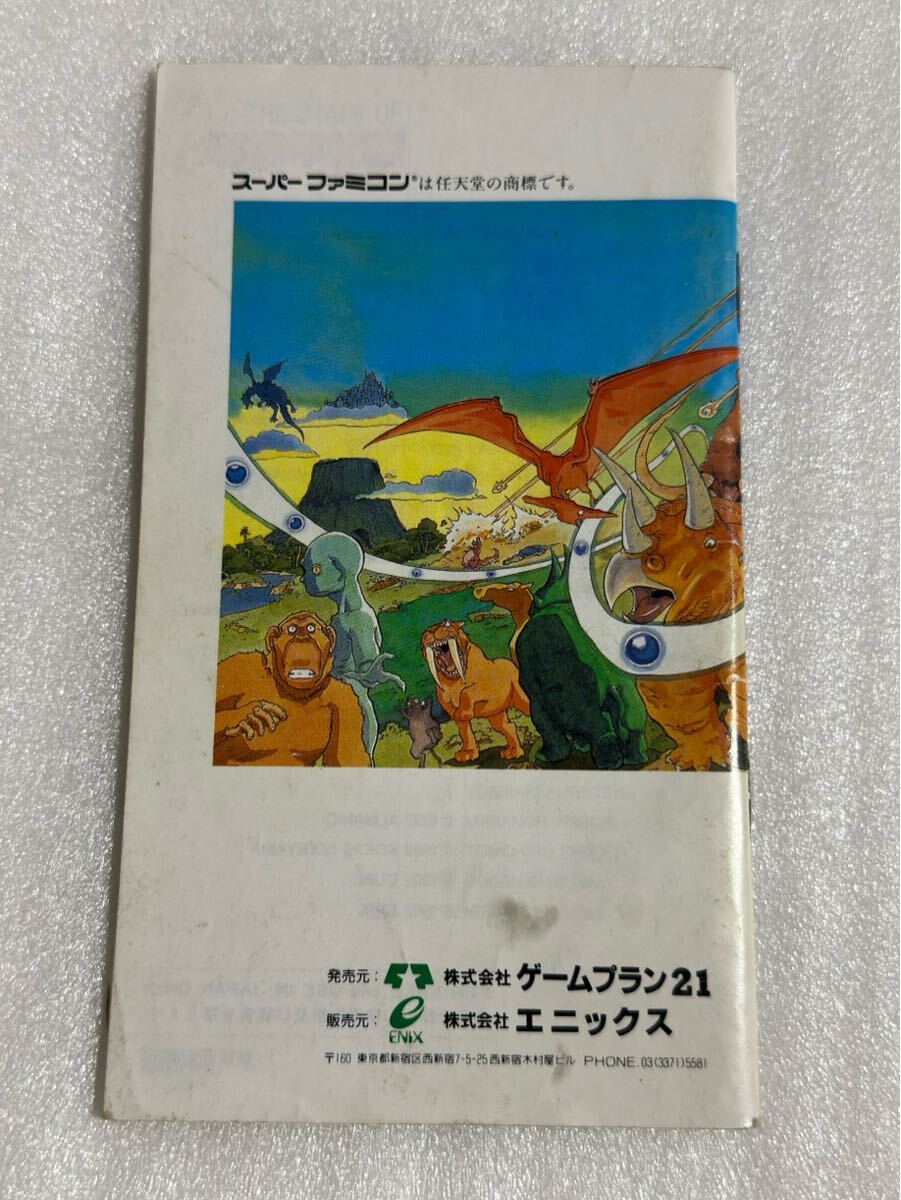 スーパーファミコン®は任天堂の商標です。
発売元: 株式会社 ゲームプラン21
販売元: ENIX 株式会社 エニックス
〒160 東京都新宿区西新宿7-5-25西新宿木村屋ビル PHONE.03(3371)5581